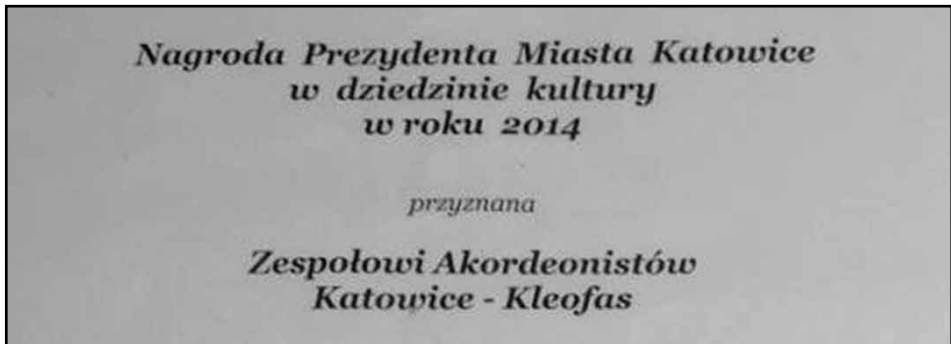 Nagroda Prezydenta Miasta Katowice
w dziedzinie kultury
w roku 2014
przyznana
Zespołowi Akordeonistów
Katowice - Kleofas